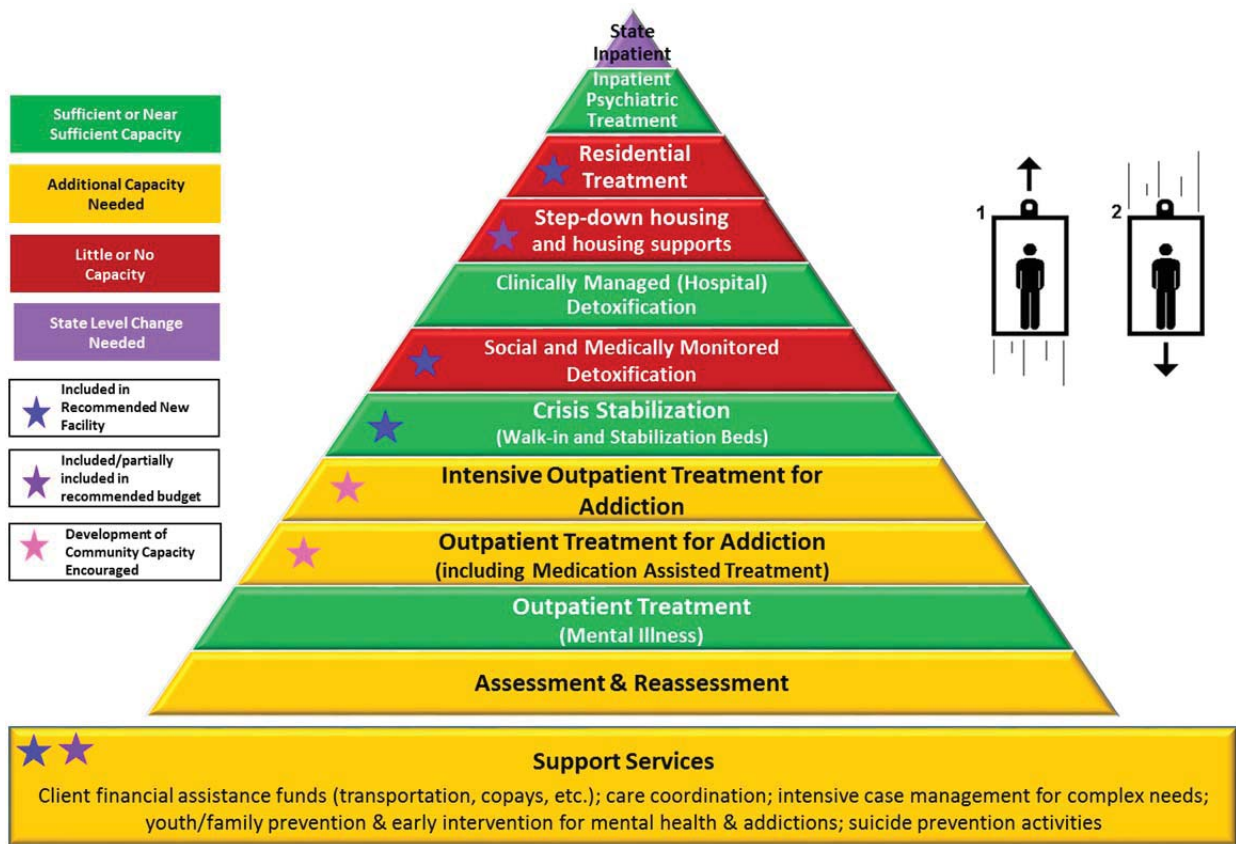 State
Inpatient
Inpatient
Psychiatric
Treatment
Residential
Treatment
Step-down housing
and housing supports
Clinically Managed (Hospital)
Detoxification
Social and Medically Monitored
Detoxification
Crisis Stabilization
(Walk-in and Stabilization Beds)
Intensive Outpatient Treatment for
Addiction
Outpatient Treatment for Addiction
(including Medication Assisted Treatment)
Outpatient Treatment
(Mental Illness)
Assessment & Reassessment
Support Services
Client financial assistance funds (transportation, copays, etc.); care coordination; intensive case management for complex needs;
youth/family prevention & early intervention for mental health & addictions; suicide prevention activities
Sufficient or Near
Sufficient Capacity
Additional Capacity
Needed
Little or No
Capacity
State Level Change
Needed
Included in
Recommended New
Facility
Included/partially
included in
recommended budget
Development of
Community Capacity
Encouraged
1
2